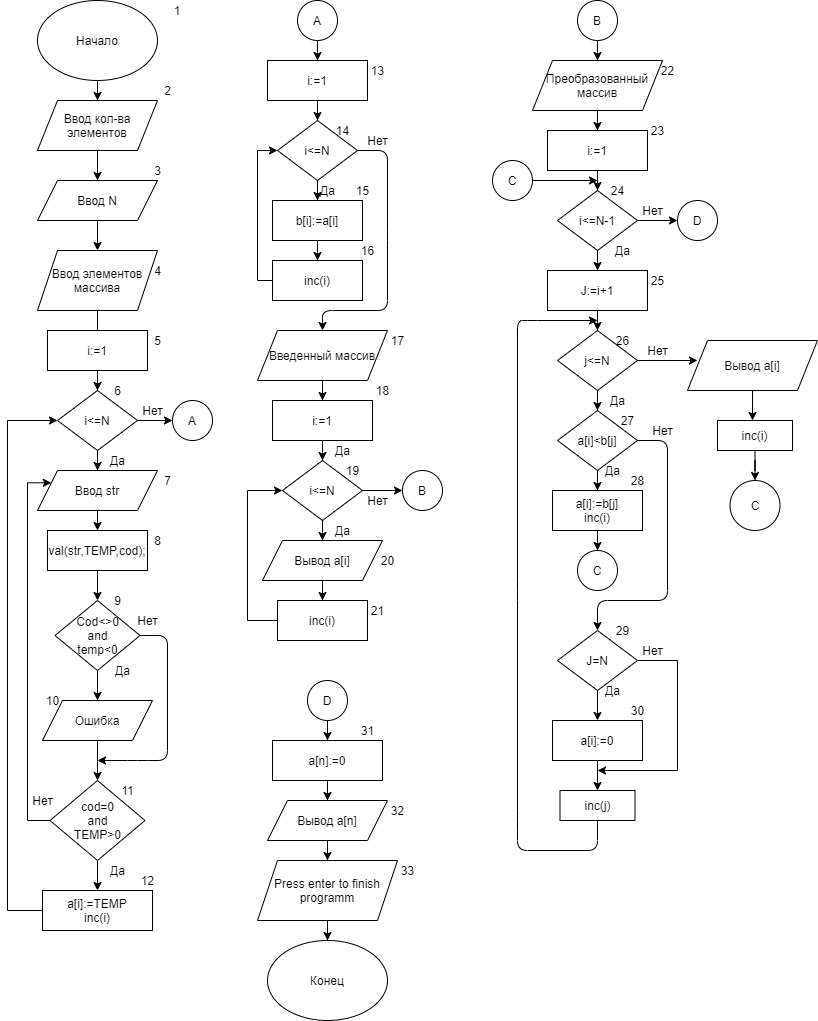 1
Начало
2
Ввод кол-ва
элементов
3
Ввод N
4
Ввод элементов
массива
5
i:=1
6
i<=N
Нет
A
Да
7
Ввод str
8
val(str,TEMP,cod);
9
Cod<>0
and
temp<0
Нет
Да
10
Ошибка
11
cod=0
and
TEMP>0
Нет
Да
12
a[i]:=TEMP
inc(i)
A
13
i:=1
14
i<=N
Нет
Да
15
b[i]:=a[i]
16
inc(i)
17
Введенный массив
18
i:=1
Да
19
i<=N
Нет
B
Да
20
Вывод a[i]
21
inc(i)
D
31
a[n]:=0
32
Вывод a[n]
33
Press enter to finish
programm
Конец
B
22
Преобразованный
массив
23
i:=1
C
24
i<=N-1
Нет
D
Да
25
J:=i+1
26
j<=N
Нет
Вывод a[i]
inc(i)
C
Да
27
a[i]<b[j]
Нет
Да
28
a[i]:=b[j]
inc(i)
C
29
J=N
Нет
Да
30
a[i]:=0
inc(j)